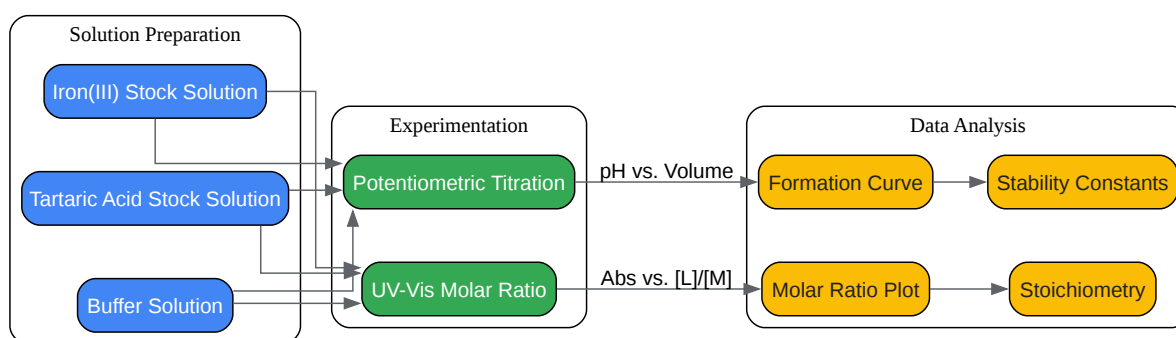 Solution Preparation
Iron(III) Stock Solution
Tartaric Acid Stock Solution
Buffer Solution
Experimentation
Potentiometric Titration
UV-Vis Molar Ratio
pH vs. Volume
Abs vs. [L]/[M]
Data Analysis
Formation Curve
Stability Constants
Molar Ratio Plot
Stoichiometry